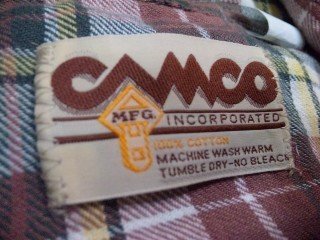 CAMCO
MFG. INCORPORATED
100% COTTON
MACHINE WASH WARM
TUMBLE DRY-NO BLEACH